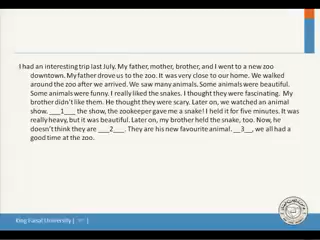 I had an interesting trip last July. My father, mother, brother, and I went to a new zoo
downtown. My father drove us to the zoo. It was very close to our home. We walked
around the zoo after we arrived. We saw many animals. Some animals were beautiful.
Some animals were funny. I really liked the snakes. I thought they were fascinating. My
brother didn't like them. He thought they were scary. Later on, we watched an animal
show. ___1___ the show, the zookeeper gave me a snake! I held it for five minutes. It was
really heavy, but it was beautiful. Later on, my brother held the snake, too. Now, he
doesn't think they are ___2___. They are his new favourite animal. __3__, we all had a
good time at the zoo.
King Faisal University | |